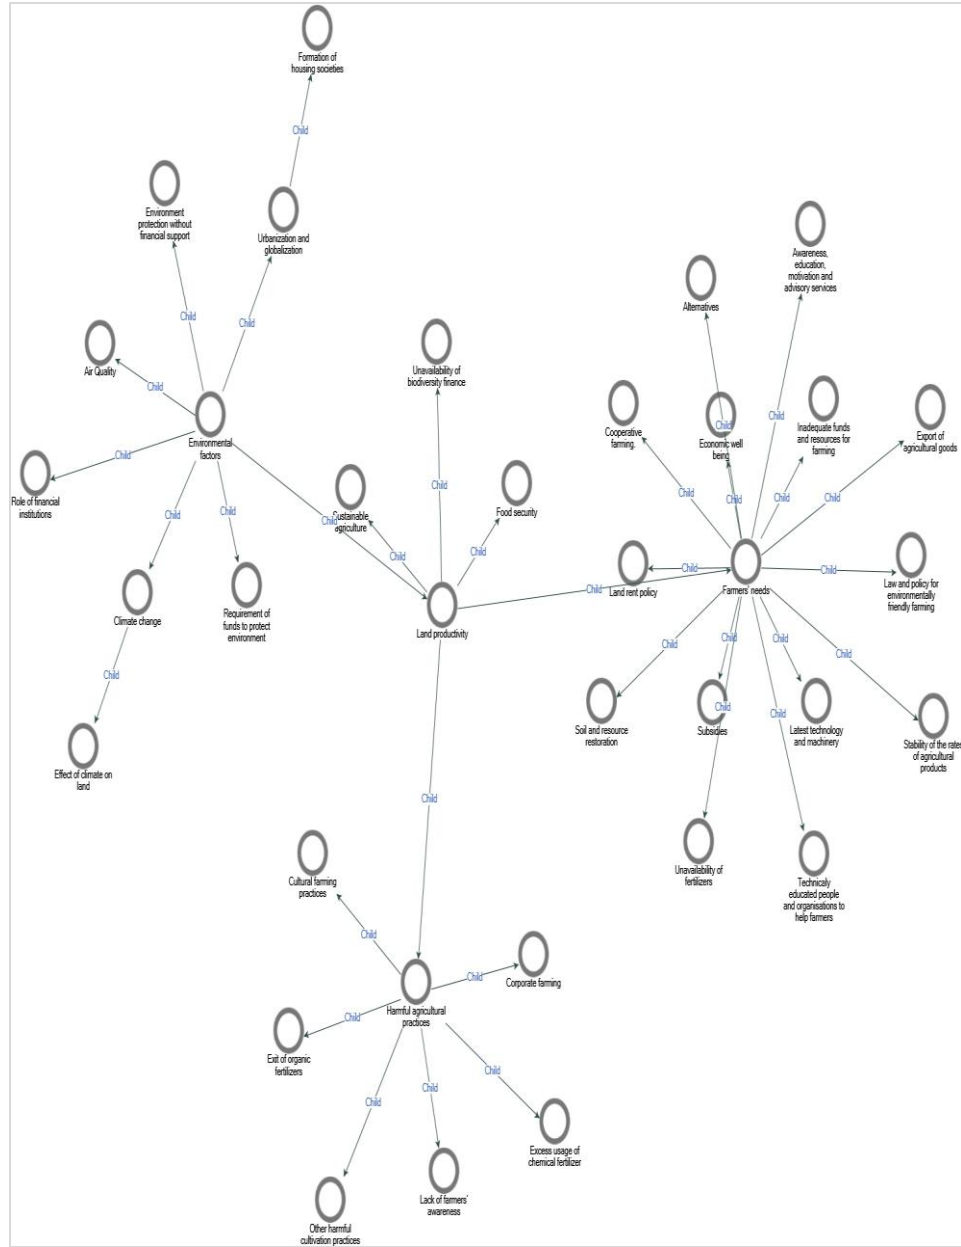 Formation of
housing societies
Child
Environment
protection without
financial support
Urbanization and
globalization
Awareness,
education,
motivation and
advisory services
Alternatives
Child
Child
Air Quality
Child
Unavailability of
biodiversity finance
Cooperative
farming.
Child
Economic well
being
Child
Inadequate funds
and resources for
farming
Export of
agricultural goods
Environmental
factors
Child
Role of financial
institutions
Child
Child
Child
Sustainable
agriculture
Child
Food security
Child
Child
Child
Child
Child
Child
Child
Climate change
Requirement of
funds to protect
environment
Land productivity
Child
Land rent policy
Child
Farmers' needs
Child
Law and policy for
environmentally
friendly farming
Child
Child
Child
Child
Child
Effect of climate on
land
Soil and resource
restoration
Subsidies
Child
Child
Latest technology
and machinery
Stability of the rates
of agricultural
products
Child
Unavailability of
fertilizers
Technicaly
educated people
and organisations to
help farmers
Cultural farming
practices
Child
Child
Corporate farming
Harmful agricultural
practices
Child
Exit of organic
fertilizers
Child
Child
Child
Excess usage of
chemical fertilizer
Lack of farmers'
awareness
Other harmful
cultivation practices